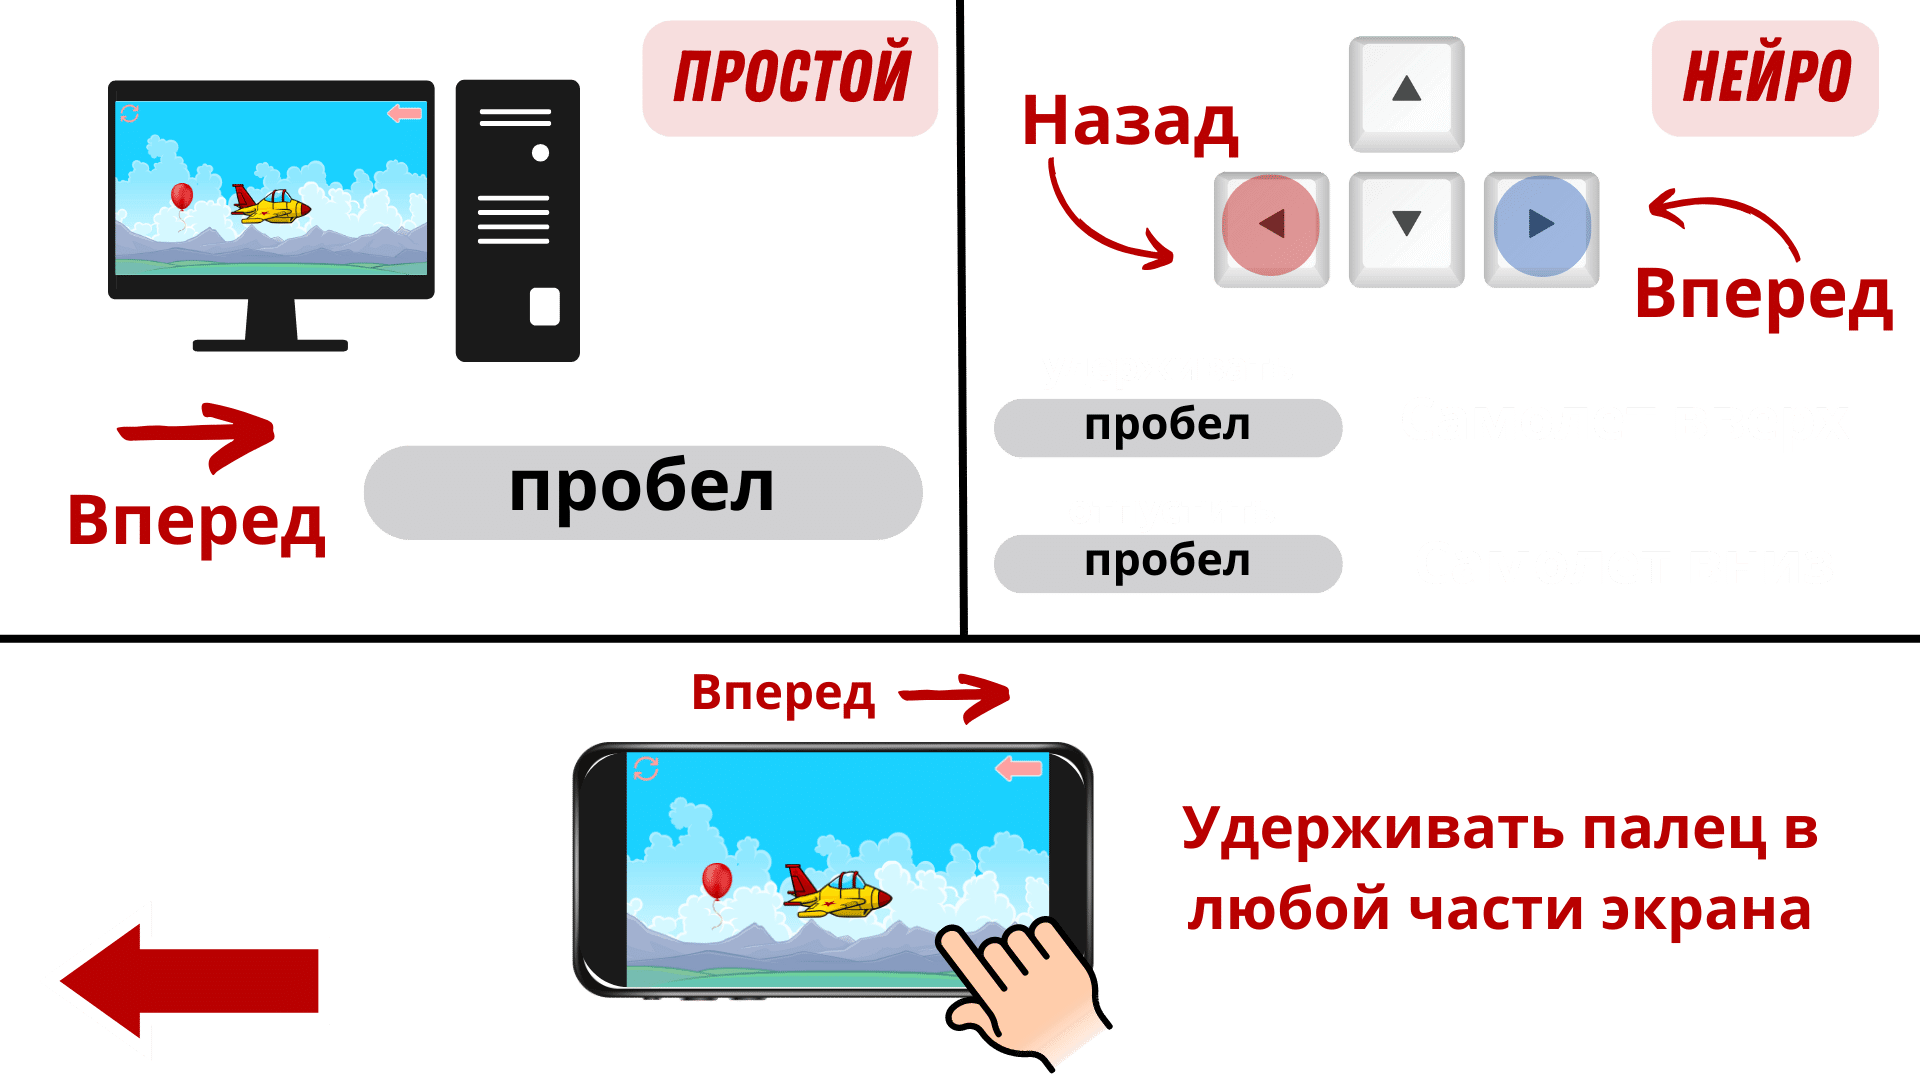 ПРОСТОЙ
Вперед
пробел
НЕЙРО
Назад
Вперед
пробел
пробел
Вперед
Удерживать палец в
любой части экрана